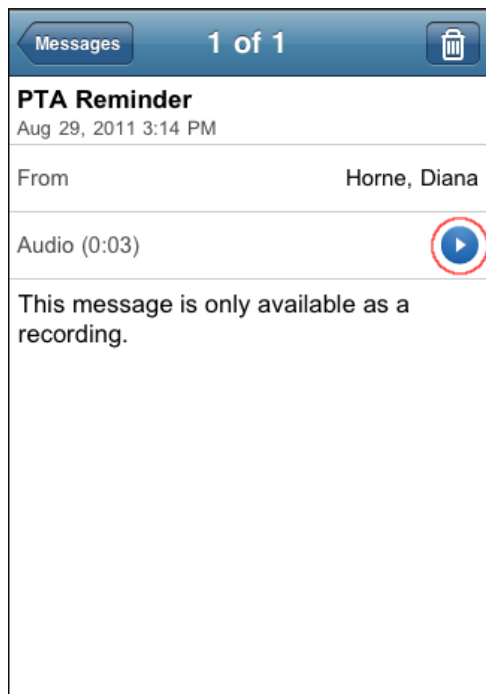 Messages 1 of 1
PTA Reminder
Aug 29, 2011 3:14 PM
From Horne, Diana
Audio (0:03)
This message is only available as a
recording.